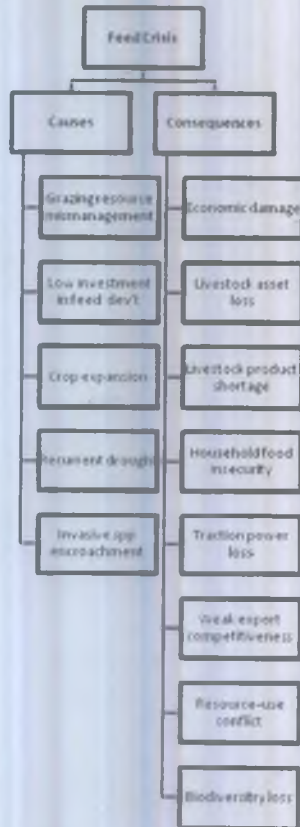 Feed Crisis
Causes
Grazing resource
mismanagement
Low investment
in feed dev't
Crop expansion
Recurrent drought
Invasive spp
encroachment
Consequences
Economic damage
Livestock asset
loss
Livestock product
shortage
Household food
insecurity
Traction power
loss
Weak export
competitiveness
Resource-use
conflict
Biodiversity loss